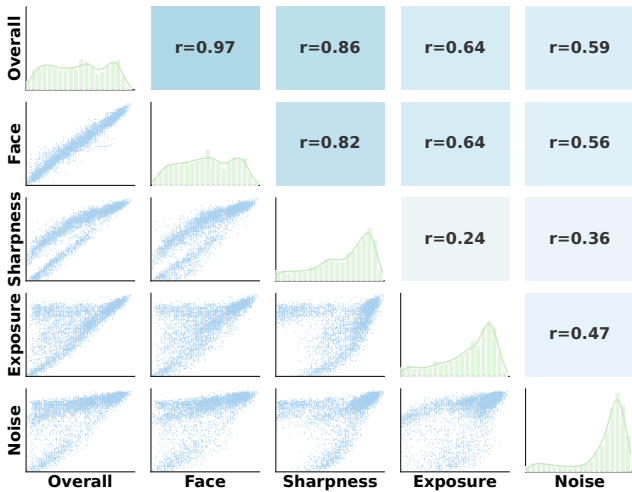 Overall
r=0.97
r=0.86
r=0.64
r=0.59
Face
r=0.82
r=0.64
r=0.56
Sharpness
r=0.24
r=0.36
Exposure
r=0.47
Noise
Overall
Face
Sharpness
Exposure
Noise